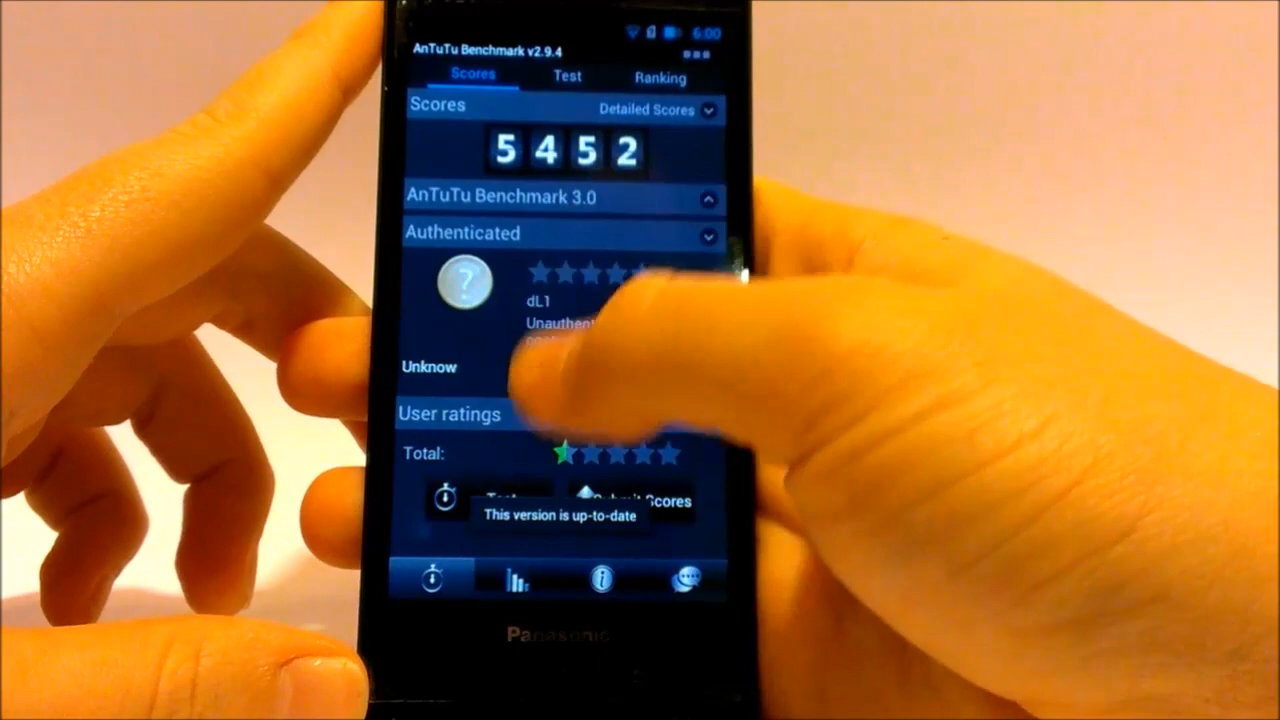 6:00
AnTuTu Benchmark v2.9.4
Scores Test Ranking
Scores Detailed Scores
5452
AnTuTu Benchmark 3.0
Authenticated
?
dL1
Unknow
User ratings
Total:
Scores
This version is up-to-date
Panasonic